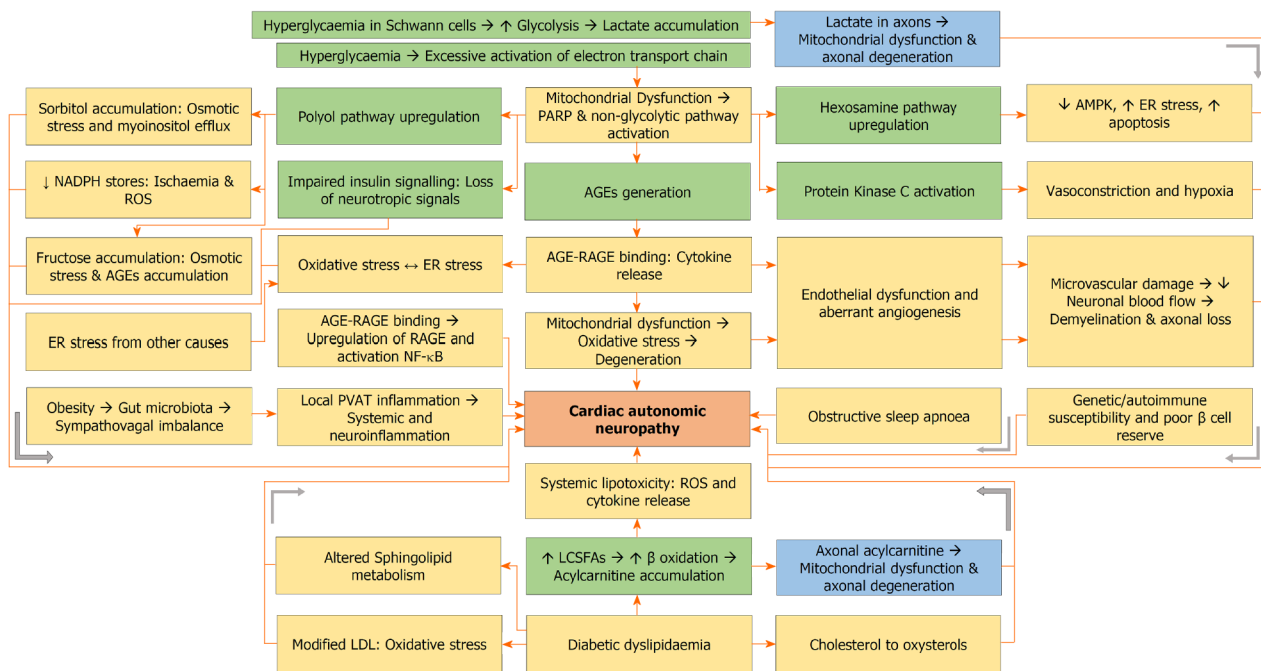 Hyperglycaemia in Schwann cells → ↑ Glycolysis → Lactate accumulation
Lactate in axons →
Mitochondrial dysfunction &
axonal degeneration
Hyperglycaemia → Excessive activation of electron transport chain
Sorbitol accumulation: Osmotic
stress and myoinositol efflux
Polyol pathway upregulation
Mitochondrial Dysfunction →
PARP & non-glycolytic pathway
activation
Hexosamine pathway
upregulation
↓ AMPK, ↑ ER stress, ↑
apoptosis
↓ NADPH stores: Ischaemia &
ROS
Impaired insulin signalling: Loss
of neurotropic signals
AGEs generation
Protein Kinase C activation
Vasoconstriction and hypoxia
Fructose accumulation: Osmotic
stress & AGEs accumulation
Oxidative stress ↔ ER stress
AGE-RAGE binding: Cytokine
release
Endothelial dysfunction and
aberrant angiogenesis
Microvascular damage → ↓
Neuronal blood flow →
Demyelination & axonal loss
ER stress from other causes
AGE-RAGE binding →
Upregulation of RAGE and
activation NF-κB
Mitochondrial dysfunction →
Oxidative stress →
Degeneration
Obesity → Gut microbiota →
Sympathovagal imbalance
Local PVAT inflammation →
Systemic and
neuroinflammation
Cardiac autonomic
neuropathy
Obstructive sleep apnoea
Genetic/autoimmune
susceptibility and poor β cell
reserve
Systemic lipotoxicity: ROS and
cytokine release
Altered Sphingolipid
metabolism
↑ LCSFAs → ↑ β oxidation →
Acylcarnitine accumulation
Axonal acylcarnitine →
Mitochondrial dysfunction &
axonal degeneration
Modified LDL: Oxidative stress
Diabetic dyslipidaemia
Cholesterol to oxysterols